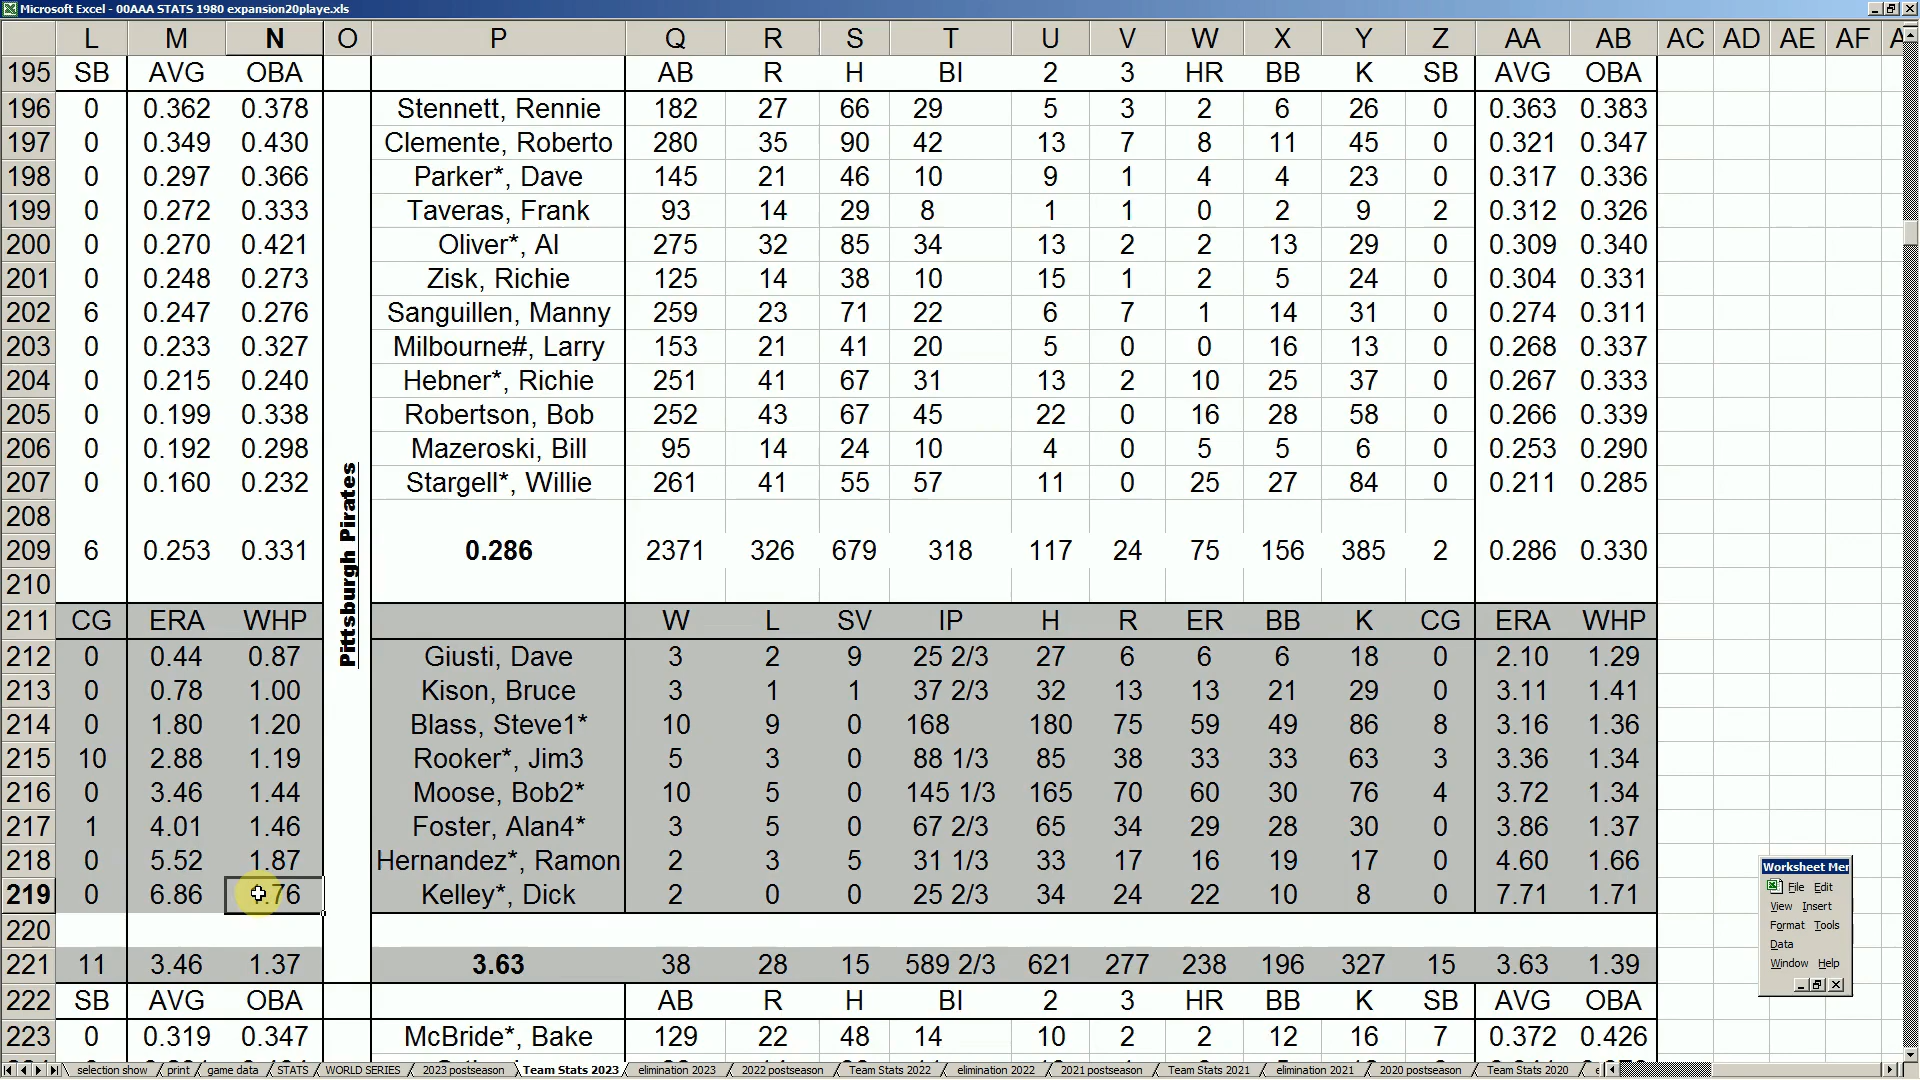 Microsoft Excel - 00AAA STATS 1980 expansion20playe.xls
L M N O P Q R S T U V W X Y Z AA AB AC AD AE AF
195 SB AVG OBA AB R H BI 2 3 HR BB K SB AVG OBA
196 0 0.362 0.378 Stennett, Rennie 182 27 66 29 5 3 2 6 26 0 0.363 0.383
197 0 0.349 0.430 Clemente, Roberto 280 35 90 42 13 7 8 11 45 0 0.321 0.347
198 0 0.297 0.366 Parker*, Dave 145 21 46 10 9 1 4 4 23 0 0.317 0.336
199 0 0.272 0.333 Taveras, Frank 93 14 29 8 1 1 0 2 9 2 0.312 0.326
200 0 0.270 0.421 Oliver*, Al 275 32 85 34 13 2 2 13 29 0 0.309 0.340
201 0 0.248 0.273 Zisk, Richie 125 14 38 10 15 1 2 5 24 0 0.304 0.331
202 6 0.247 0.276 Sanguillen, Manny 259 23 71 22 6 7 1 14 31 0 0.274 0.311
203 0 0.233 0.327 Milbourne#, Larry 153 21 41 20 5 0 0 16 13 0 0.268 0.337
204 0 0.215 0.240 Hebner*, Richie 251 41 67 31 13 2 10 25 37 0 0.267 0.333
205 0 0.199 0.338 Robertson, Bob 252 43 67 45 22 0 16 28 58 0 0.266 0.339
206 0 0.192 0.298 Mazeroski, Bill 95 14 24 10 4 0 5 5 6 0 0.253 0.290
207 0 0.160 0.232 Stargell*, Willie 261 41 55 57 11 0 25 27 84 0 0.211 0.285
208
209 6 0.253 0.331 0.286 2371 326 679 318 117 24 75 156 385 2 0.286 0.330
210
Pittsburgh Pirates
211 CG ERA WHP W L SV IP H R ER BB K CG ERA WHP
212 0 0.44 0.87 Giusti, Dave 3 2 9 25 2/3 27 6 6 6 18 0 2.10 1.29
213 0 0.78 1.00 Kison, Bruce 3 1 1 37 2/3 32 13 13 21 29 0 3.11 1.41
214 0 1.80 1.20 Blass, Steve1* 10 9 0 168 180 75 59 49 86 8 3.16 1.36
215 10 2.88 1.19 Rooker*, Jim3 5 3 0 88 1/3 85 38 33 33 63 3 3.36 1.34
216 0 3.46 1.44 Moose, Bob2* 10 5 0 145 1/3 165 70 60 30 76 4 3.72 1.34
217 1 4.01 1.46 Foster, Alan4* 3 5 0 67 2/3 65 34 29 28 30 0 3.86 1.37
218 0 5.52 1.87 Hernandez*, Ramon 2 3 5 31 1/3 33 17 16 19 17 0 4.60 1.66
219 0 6.86 Kelley*, Dick 2 0 0 25 2/3 34 24 22 10 8 0 7.71 1.71
220
221 11 3.46 1.37 3.63 38 28 15 589 2/3 621 277 238 196 327 15 3.63 1.39
222 SB AVG OBA AB R H BI 2 3 HR BB K SB AVG OBA
223 0 0.319 0.347 McBride*, Bake 129 22 48 14 10 2 2 12 16 7 0.372 0.426
Worksheet Mer
File Edit
View Insert
Format Tools
Data
Window Help
selection show print game data STATS WORLD SERIES 2023 postseason Team Stats 2023 elimination 2023 2022 postseason Team Stats 2022 elimination 2022 2021 postseason Team Stats 2021 elimination 2021 2020 postseason Team Stats 2020